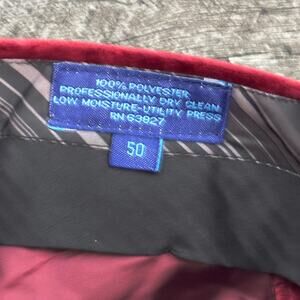 100% POLYESTER
PROFESSIONALLY DRY CLEAN
LOW MOISTURE-UTILITY PRESS
RN 63827
50